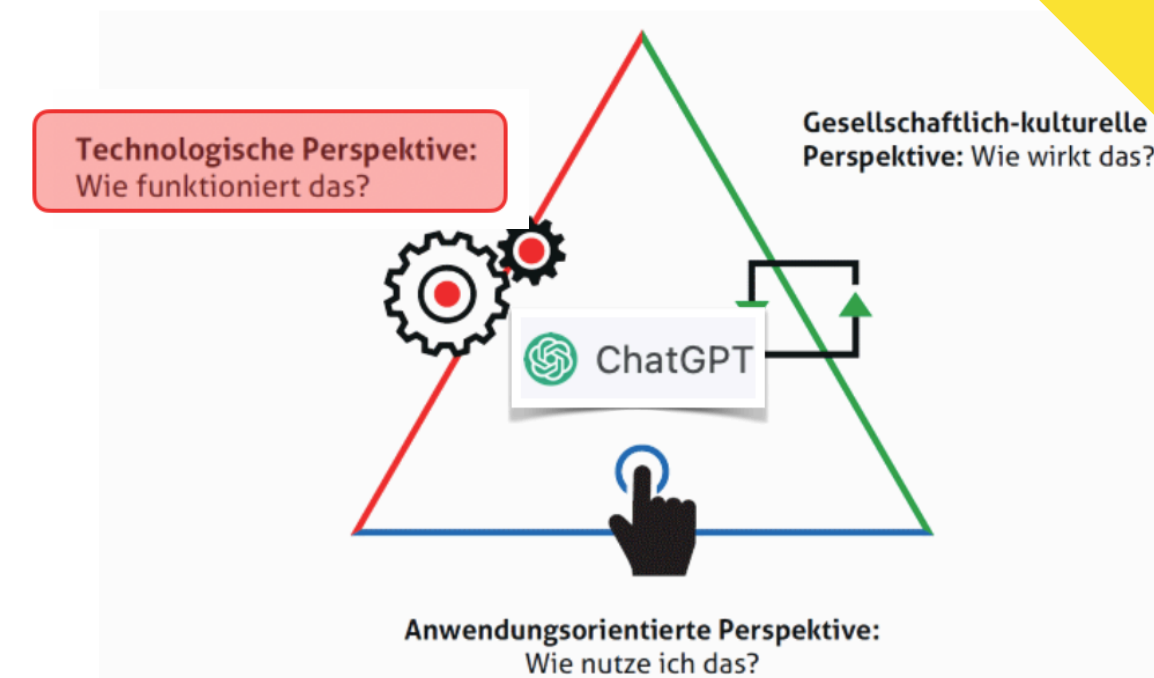 Technologische Perspektive:
Wie funktioniert das?
Gesellschaftlich-kulturelle
Perspektive: Wie wirkt das?
ChatGPT
Anwendungsorientierte Perspektive:
Wie nutze ich das?